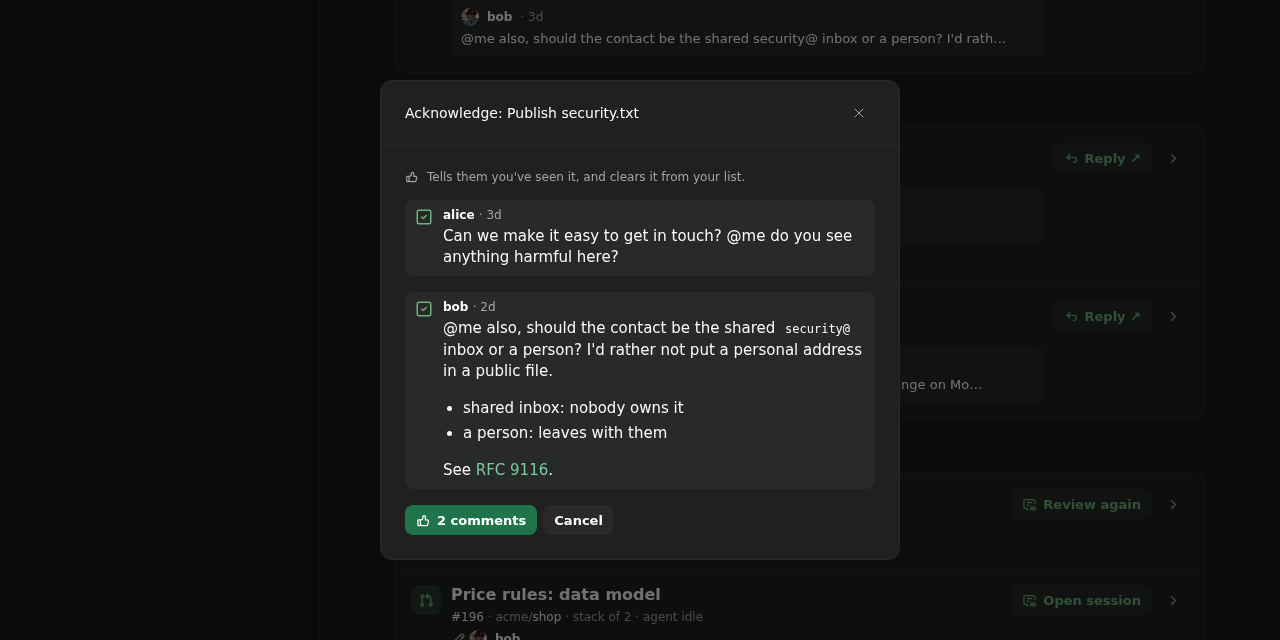 bob · 3d
@me also, should the contact be the shared security@ inbox or a person? I'd rath…
Acknowledge: Publish security.txt
Reply ↗
Tells them you've seen it, and clears it from your list.
alice · 3d
Can we make it easy to get in touch? @me do you see
anything harmful here?
bob · 2d
@me also, should the contact be the shared security@
inbox or a person? I'd rather not put a personal address
in a public file.
Reply ↗
nge on Mo…
• shared inbox: nobody owns it
• a person: leaves with them
See RFC 9116.
Review again
2 comments
Cancel
Price rules: data model
Open session
#196 · acme/shop · stack of 2 · agent idle
bob